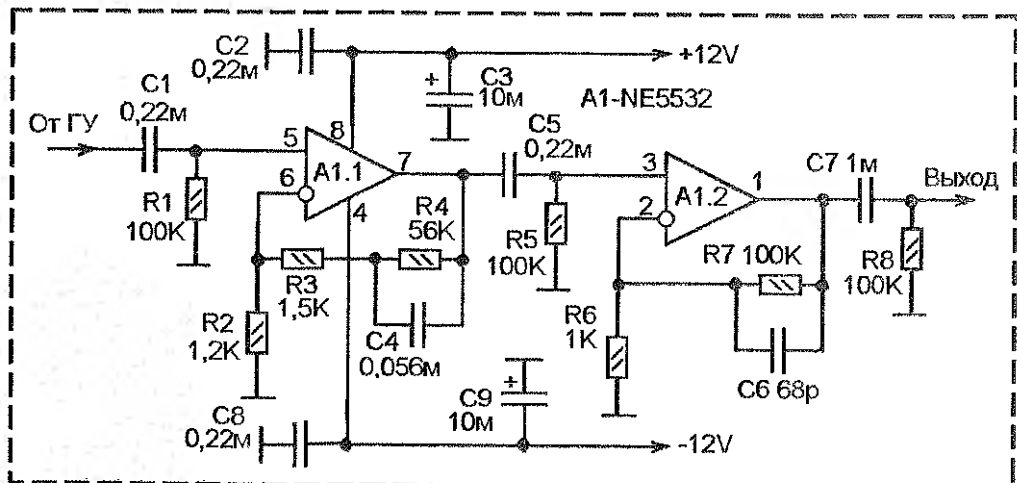 C2
0,22м
+12V
C1
0,22м
+
C3
10м
A1-NE5532
От ГУ
5
8
A1.1
6
7
4
C5
0,22м
3
A1.2
2
1
C7 1м
Выход
R1
100K
R4
56K
R5
100K
R7 100K
R8
100K
R3
1,5K
R2
1,2K
C4
0,056м
R6
1K
C6 68p
+
C9
10м
C8
0,22м
-12V